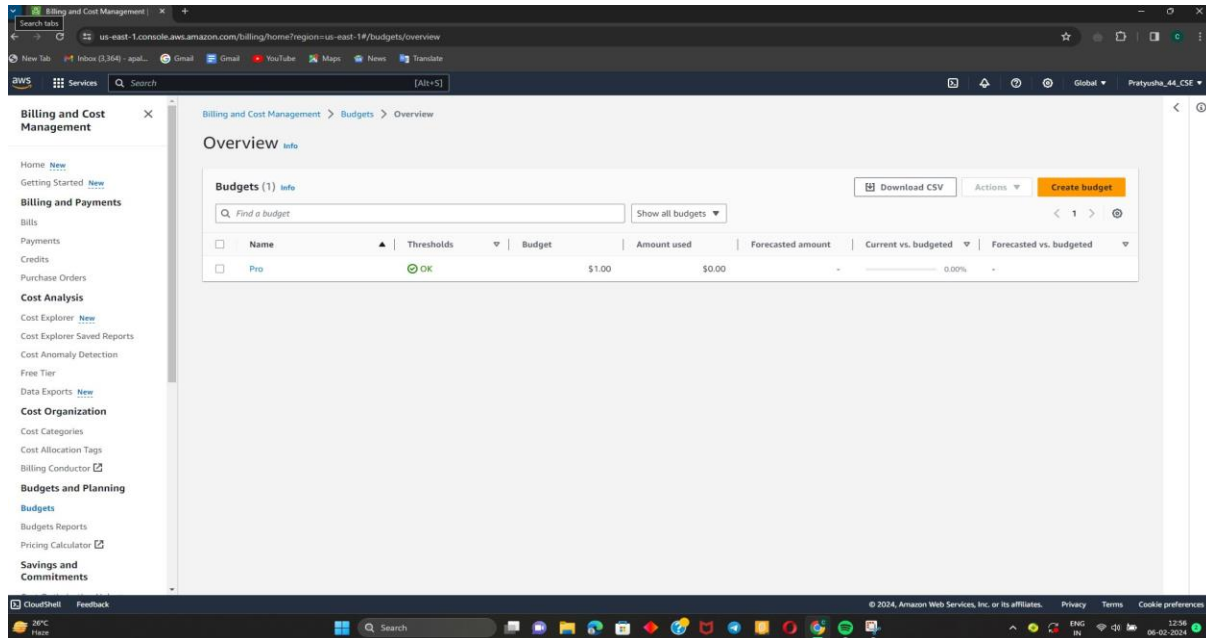 Billing and Cost Management |
Search tabs
us-east-1.console.aws.amazon.com/billing/home?region=us-east-1#/budgets/overview
New Tab Inbox (3,364) - apal... Gmail Gmail YouTube Maps News Translate
aws Services Search [Alt+S] Global Pratyusha_44_CSE
Billing and Cost Management
Home New
Getting Started New
Billing and Payments
Bills
Payments
Credits
Purchase Orders
Cost Analysis
Cost Explorer New
Cost Explorer Saved Reports
Cost Anomaly Detection
Free Tier
Data Exports New
Cost Organization
Cost Categories
Cost Allocation Tags
Billing Conductor
Budgets and Planning
Budgets
Budgets Reports
Pricing Calculator
Savings and
Commitments
Billing and Cost Management > Budgets > Overview
Overview Info
Budgets (1) Info Download CSV Actions Create budget
Find a budget Show all budgets 1
Name Thresholds Budget Amount used Forecasted amount Current vs. budgeted Forecasted vs. budgeted
Pro OK $1.00 $0.00 - 0.00% -
CloudShell Feedback © 2024, Amazon Web Services, Inc. or its affiliates. Privacy Terms Cookie preferences
26°C
Haze
Search
ENG
IN
12:56
06-02-2024